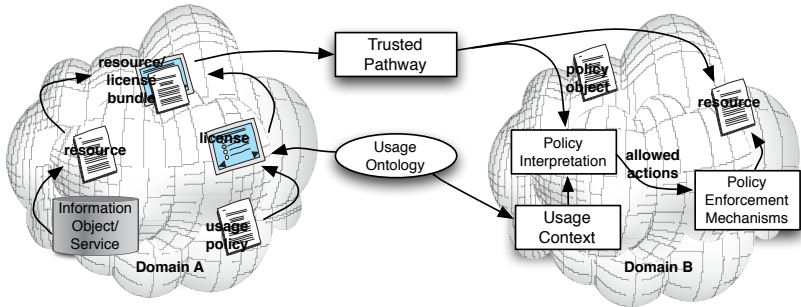 resource/
license
bundle
resource
license
Information
Object/
Service
usage
policy
Domain A
Trusted
Pathway
Usage
Ontology
policy
object
resource
Policy
Interpretation
allowed
actions
Usage
Context
Policy
Enforcement
Mechanisms
Domain B